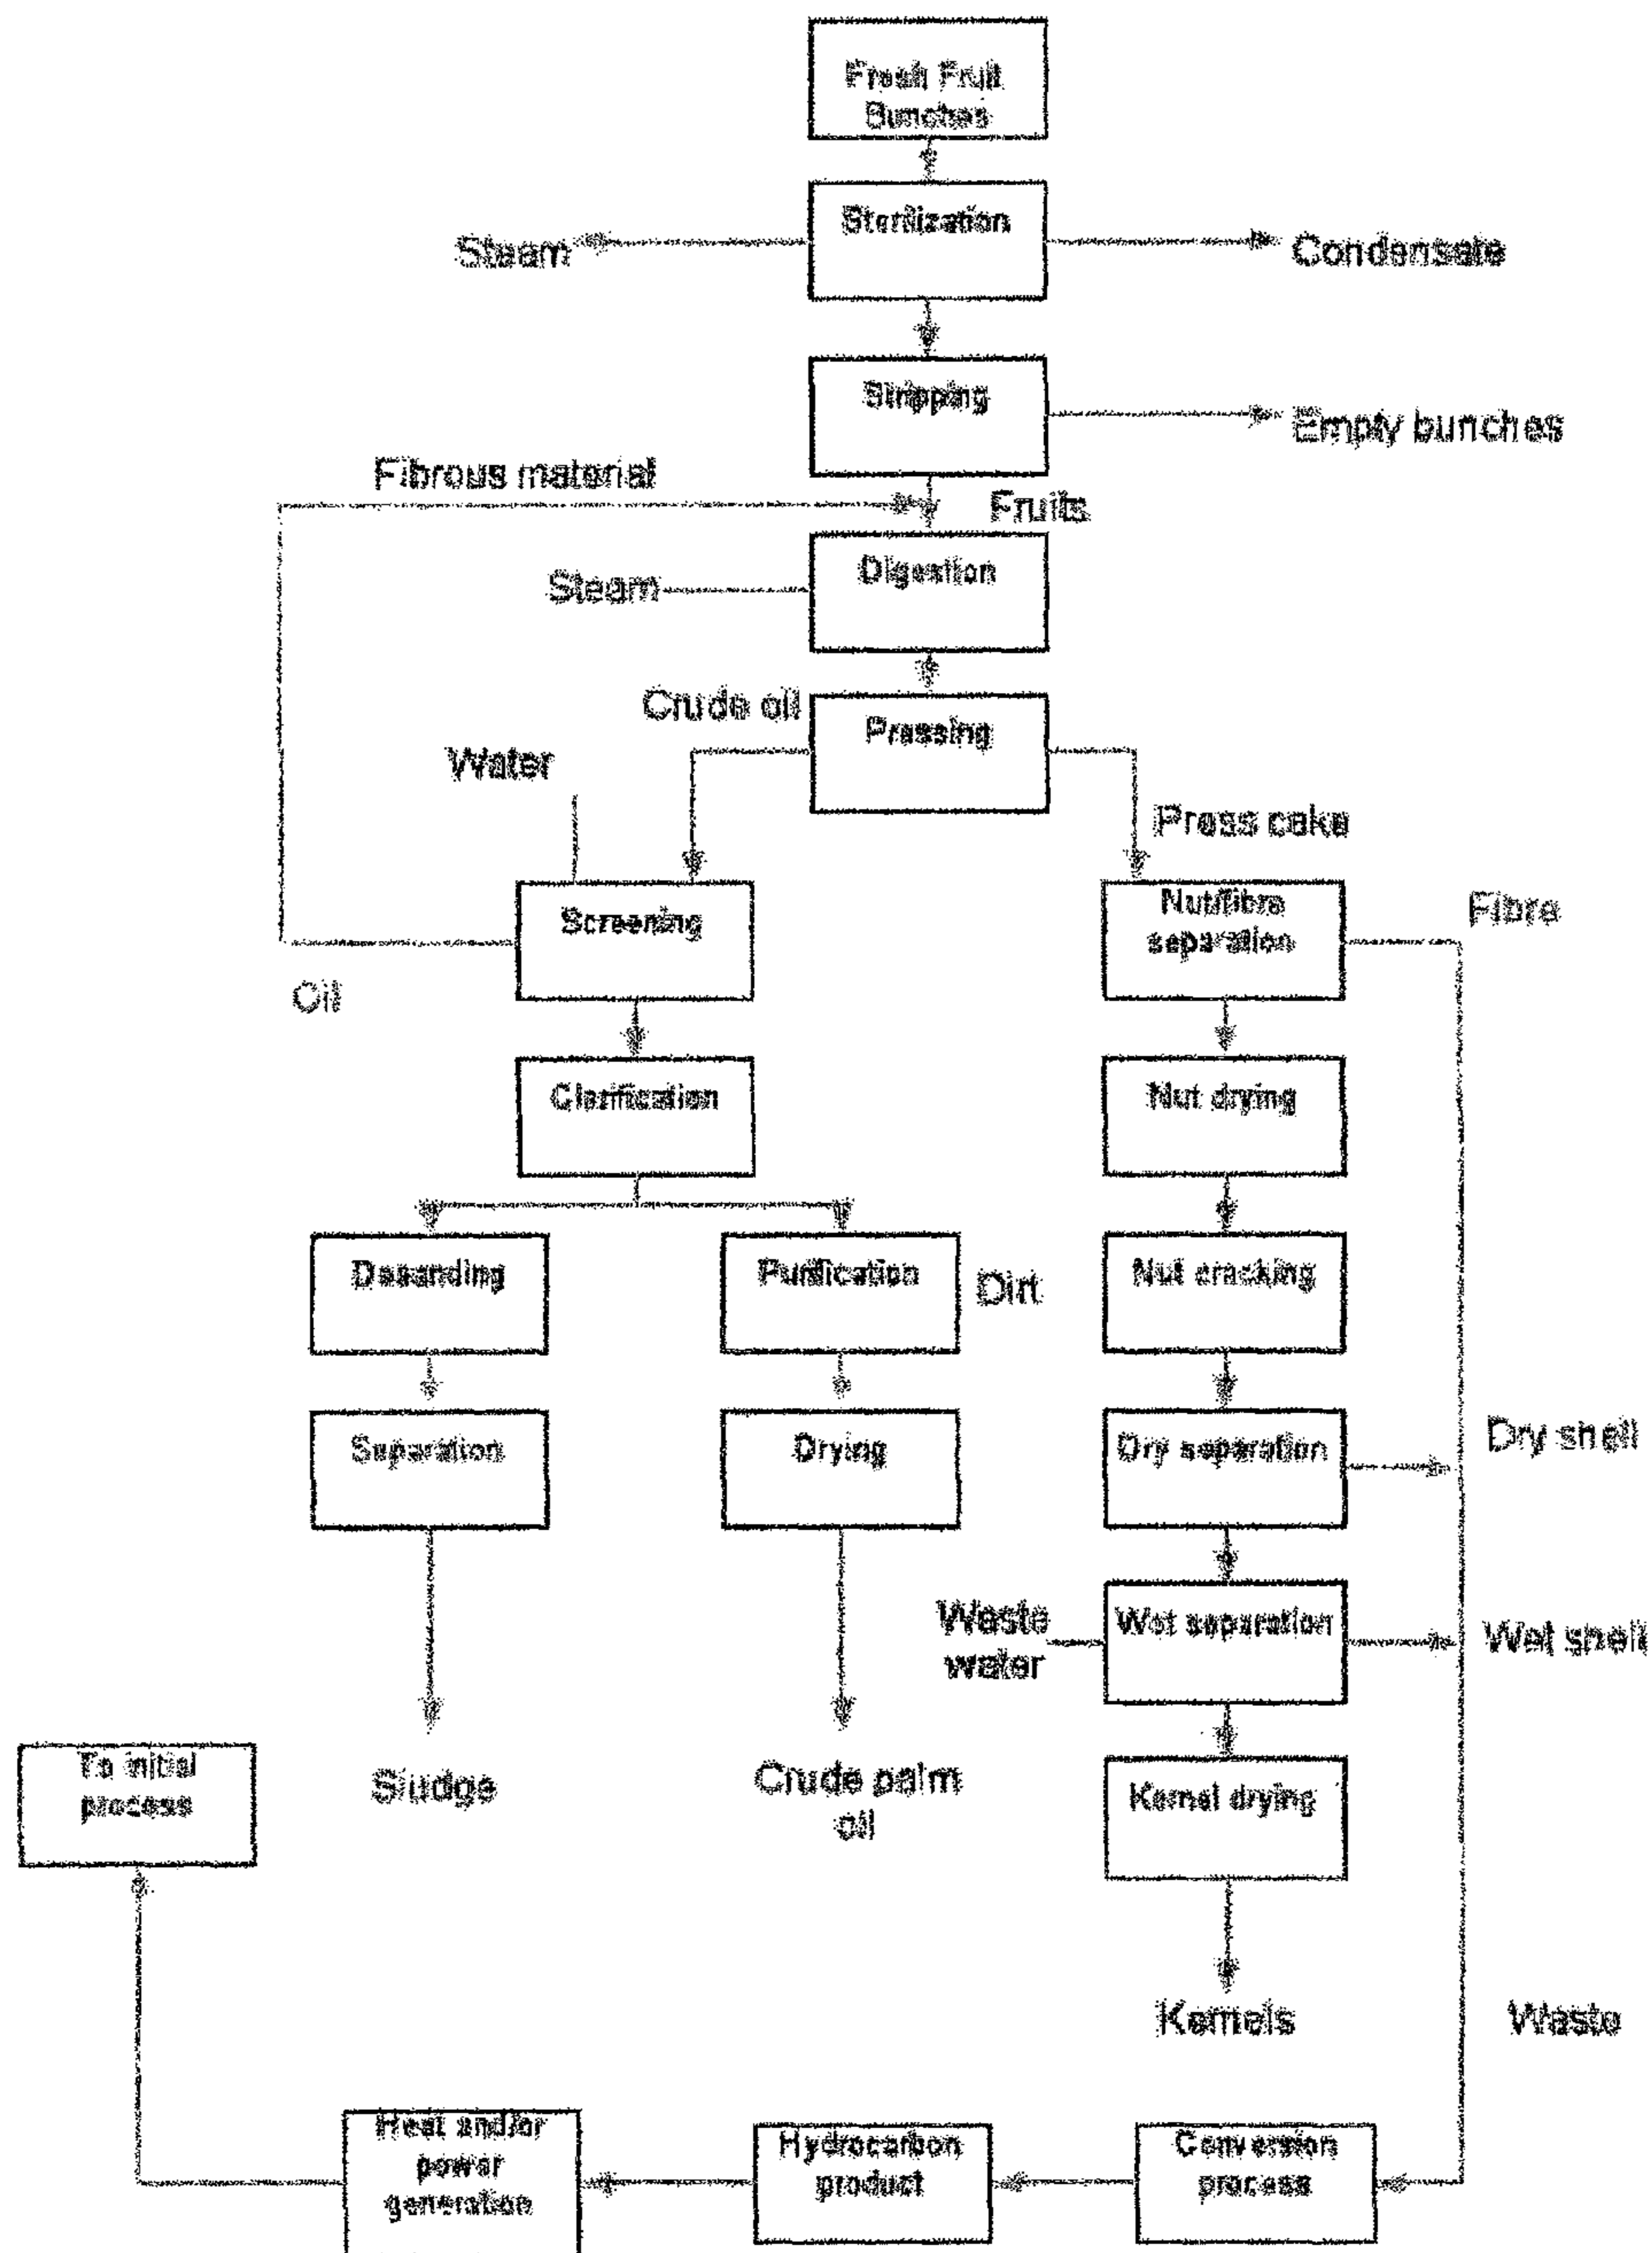 Fresh Fruit
Bunches
Sterilization
Steam
Condensate
Stripping
Empty bunches
Fibrous material
Fruits
Digestion
Steam
Crude oil
Pressing
Water
Press cake
Screening
Nut/fibre
separation
Fibre
Oil
Clarification
Nut drying
Desanding
Purification
Dirt
Nut cracking
Separation
Drying
Dry separation
Dry shell
Waste
water
Wet separation
Wet shell
To initial
process
Sludge
Crude palm
oil
Kernel drying
Kernels
Waste
Heat and/or
power
generation
Hydrocarbon
product
Conversion
process